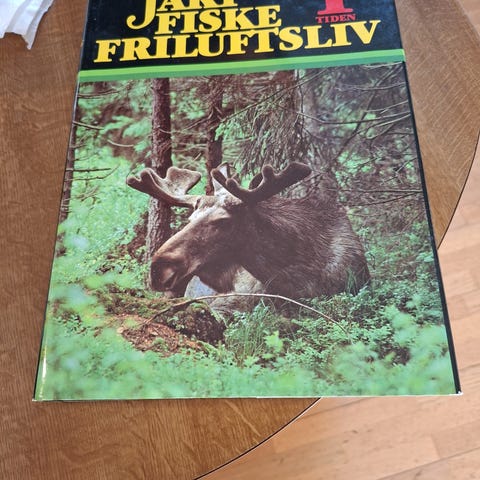 JAKT
FISKE
FRILUFTSLIV
1
TIDEN